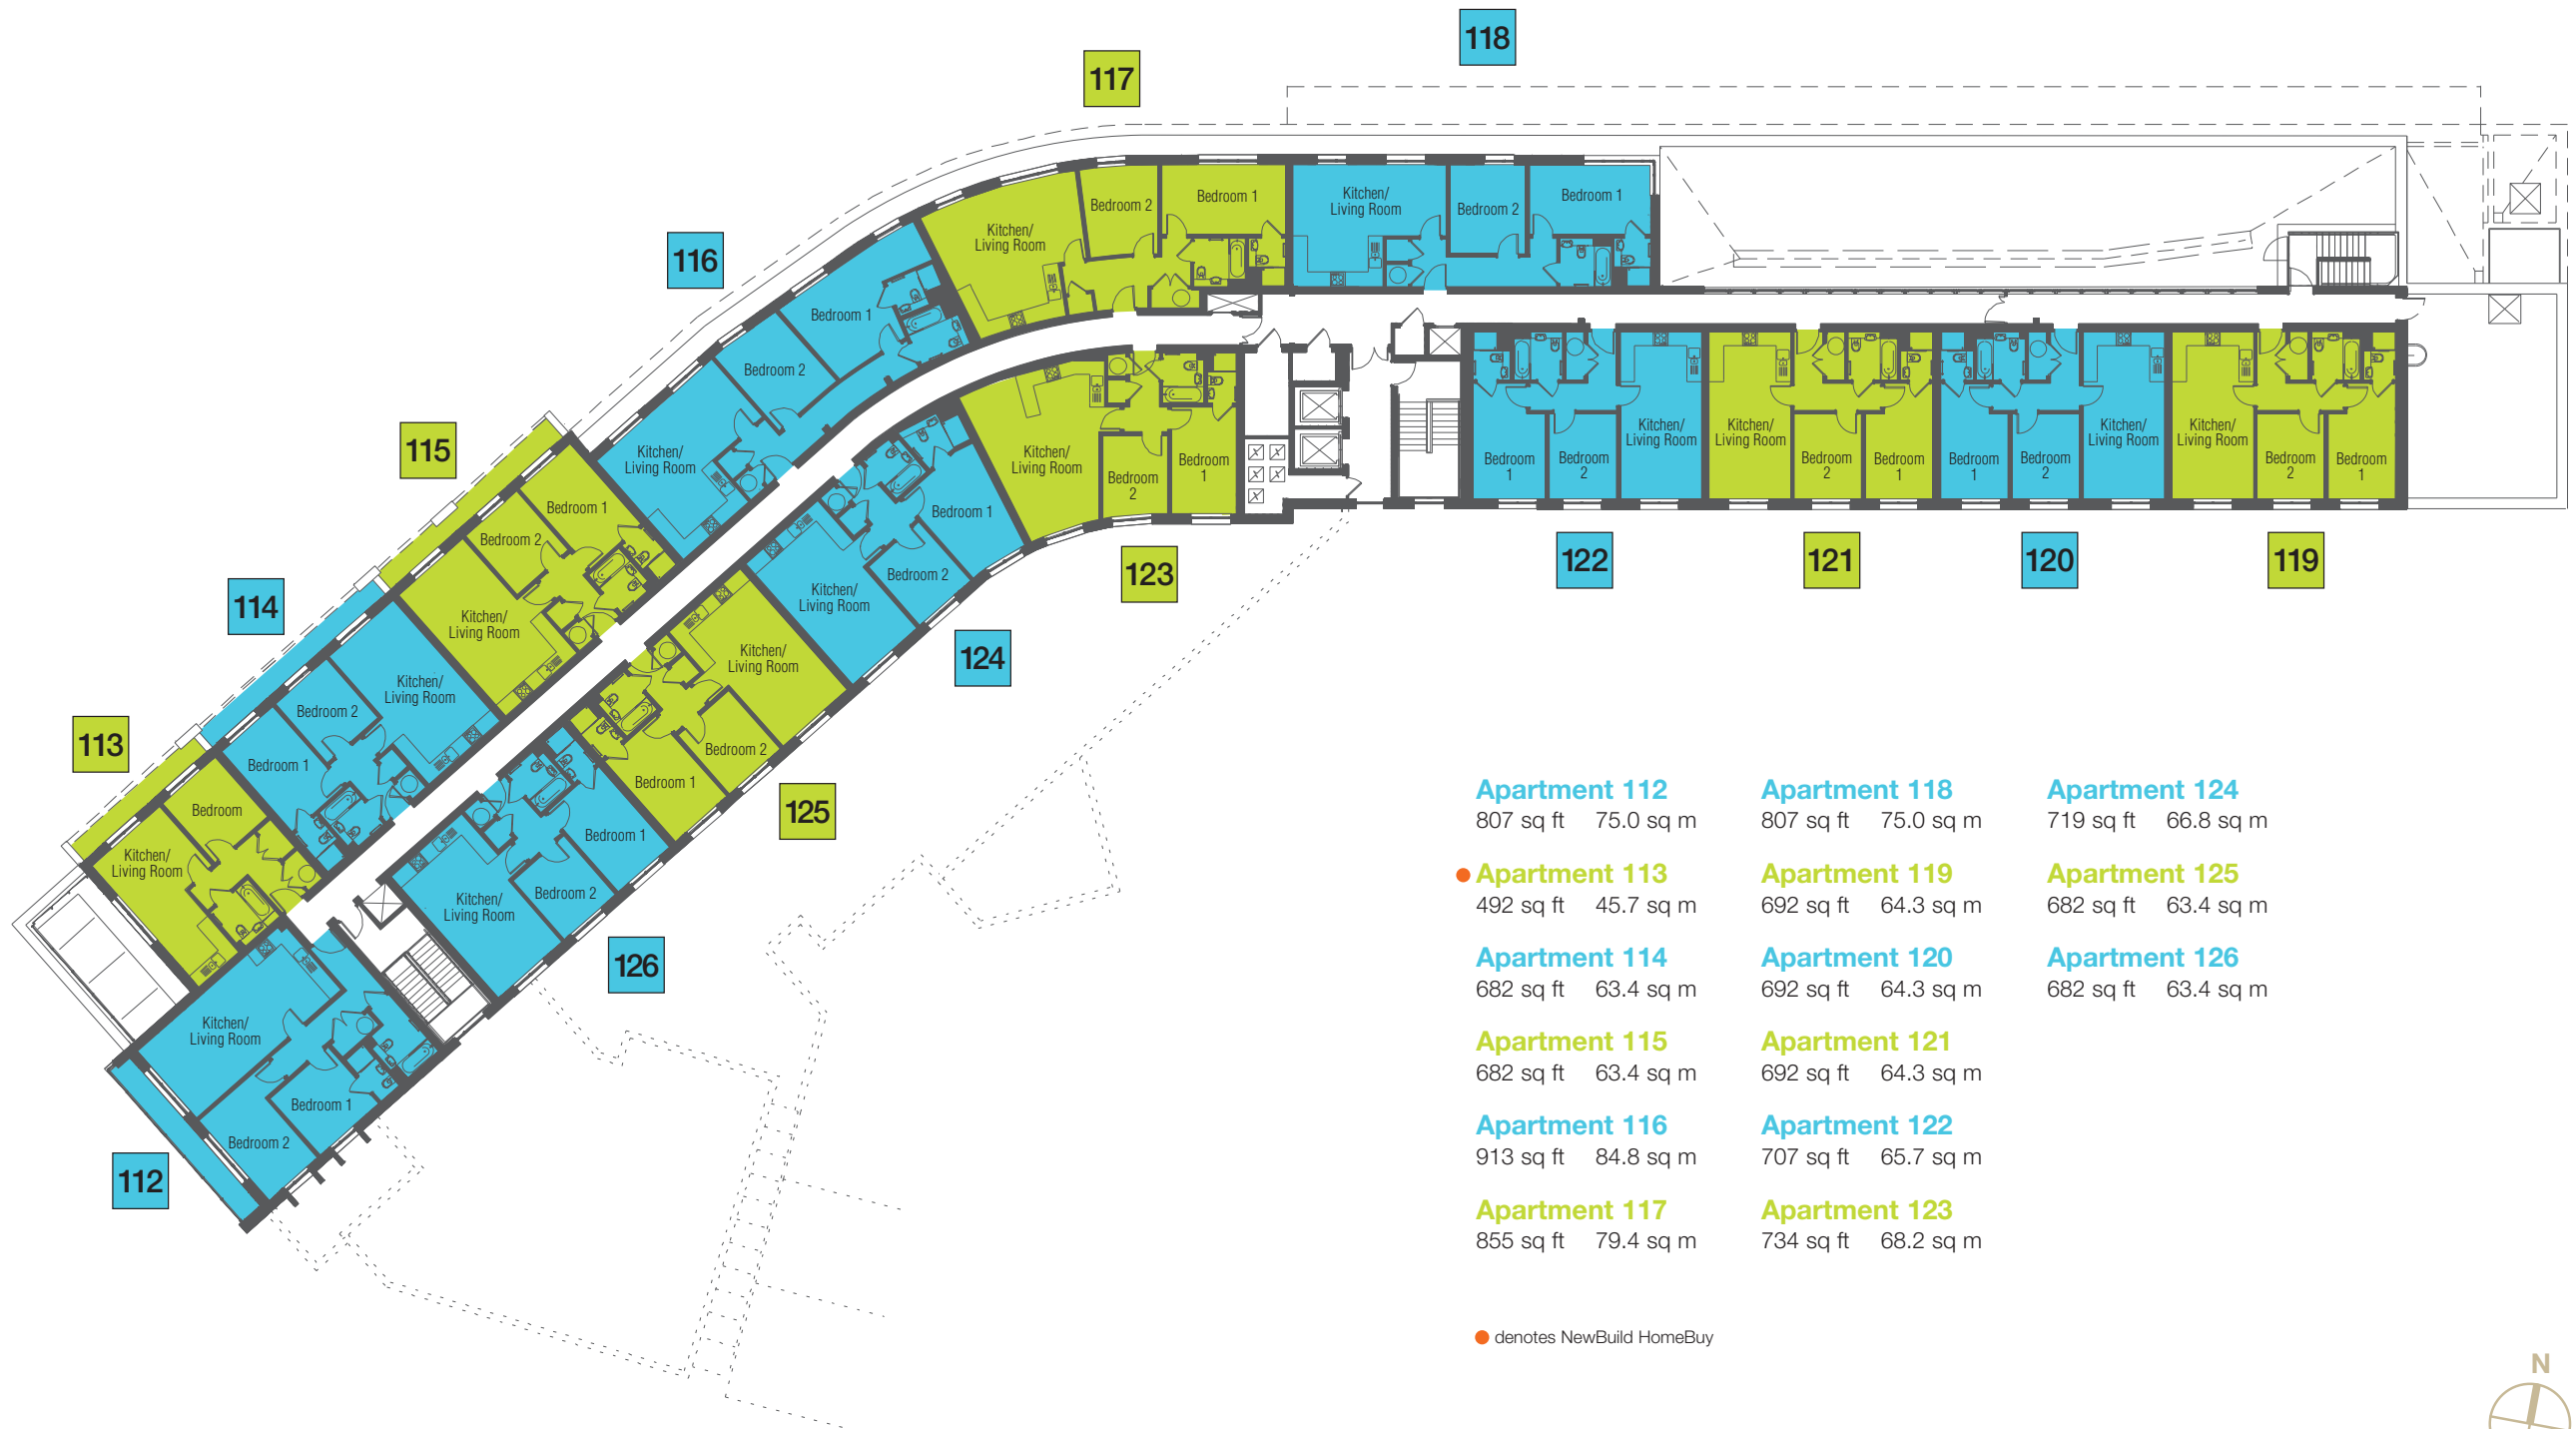 118
117
116
115
114
113
112
122
121
120
119
123
124
125
126
Kitchen/
Living Room
Bedroom 2
Bedroom 1
Kitchen/
Living Room
Bedroom 2
Bedroom 1
Bedroom 1
Bedroom 2
Kitchen/
Living Room
Bedroom 1
Bedroom 2
Kitchen/
Living Room
Kitchen/
Living Room
Bedroom 2
Bedroom 1
Bedroom
Kitchen/
Living Room
Kitchen/
Living Room
Bedroom 1
Bedroom 2
Kitchen/
Living Room
Bedroom
2
Bedroom
1
Bedroom 1
Bedroom 2
Kitchen/
Living Room
Kitchen/
Living Room
Bedroom 2
Bedroom 1
Bedroom 1
Bedroom 2
Kitchen/
Living Room
Bedroom
1
Bedroom
2
Kitchen/
Living Room
Kitchen/
Living Room
Bedroom
2
Bedroom
1
Bedroom
1
Bedroom
2
Kitchen/
Living Room
Kitchen/
Living Room
Bedroom
2
Bedroom
1
Apartment 112
807 sq ft 75.0 sq m
Apartment 113
492 sq ft 45.7 sq m
Apartment 114
682 sq ft 63.4 sq m
Apartment 115
682 sq ft 63.4 sq m
Apartment 116
913 sq ft 84.8 sq m
Apartment 117
855 sq ft 79.4 sq m
Apartment 118
807 sq ft 75.0 sq m
Apartment 119
692 sq ft 64.3 sq m
Apartment 120
692 sq ft 64.3 sq m
Apartment 121
692 sq ft 64.3 sq m
Apartment 122
707 sq ft 65.7 sq m
Apartment 123
734 sq ft 68.2 sq m
Apartment 124
719 sq ft 66.8 sq m
Apartment 125
682 sq ft 63.4 sq m
Apartment 126
682 sq ft 63.4 sq m
denotes NewBuild HomeBuy
N